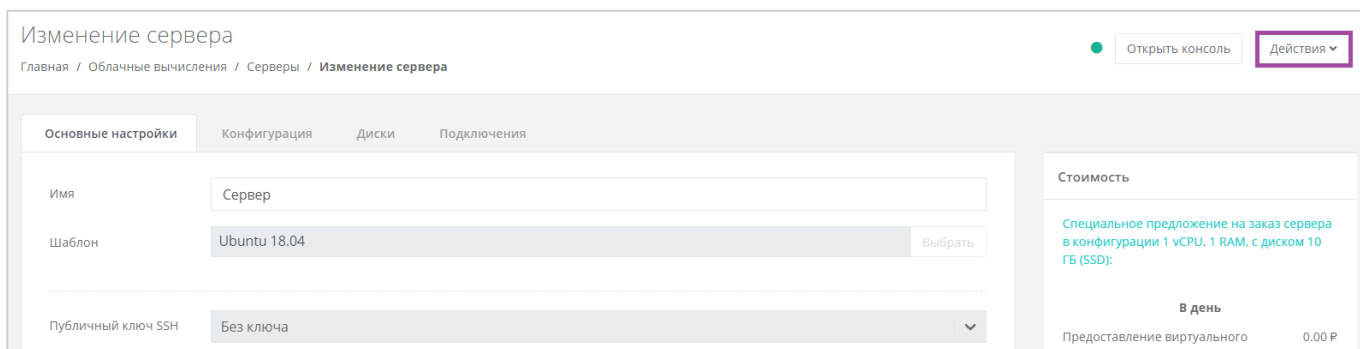 Изменение сервера
Главная / Облачные вычисления / Серверы / Изменение сервера
Открыть консоль
Действия
Основные настройки
Конфигурация
Диски
Подключения
Имя
Сервер
Шаблон
Ubuntu 18.04
Выбрать
Публичный ключ SSH
Без ключа
Стоимость
Специальное предложение на заказ сервера
в конфигурации 1 vCPU, 1 RAM, с диском 10
ГБ (SSD):
В день
Предоставление виртуального
0.00 ₽